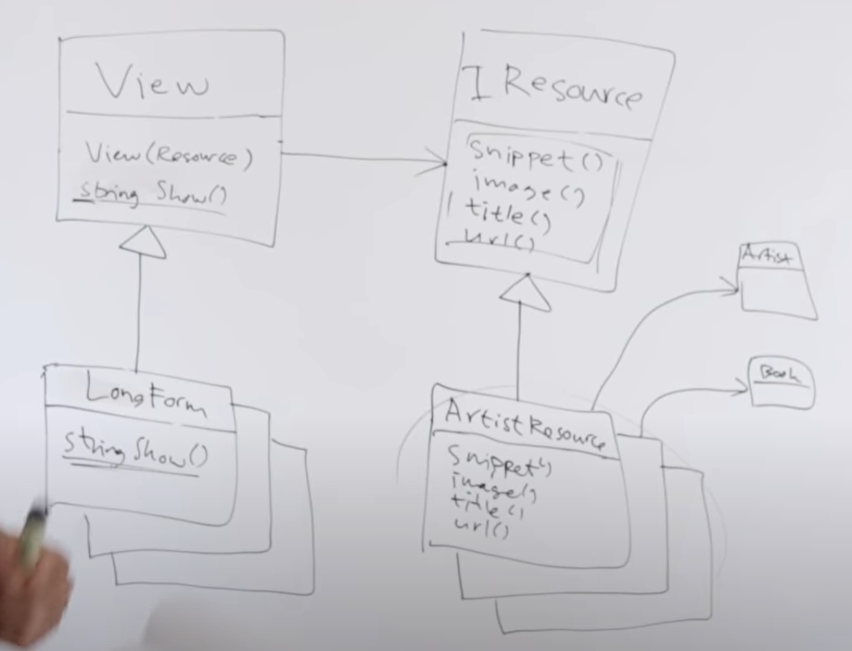 View
View(Resource)
string Show()
I Resource
Snippet()
image()
title()
url()
Artist
Book
LongForm
string Show()
ArtistResource
Snippet()
image()
title()
url()